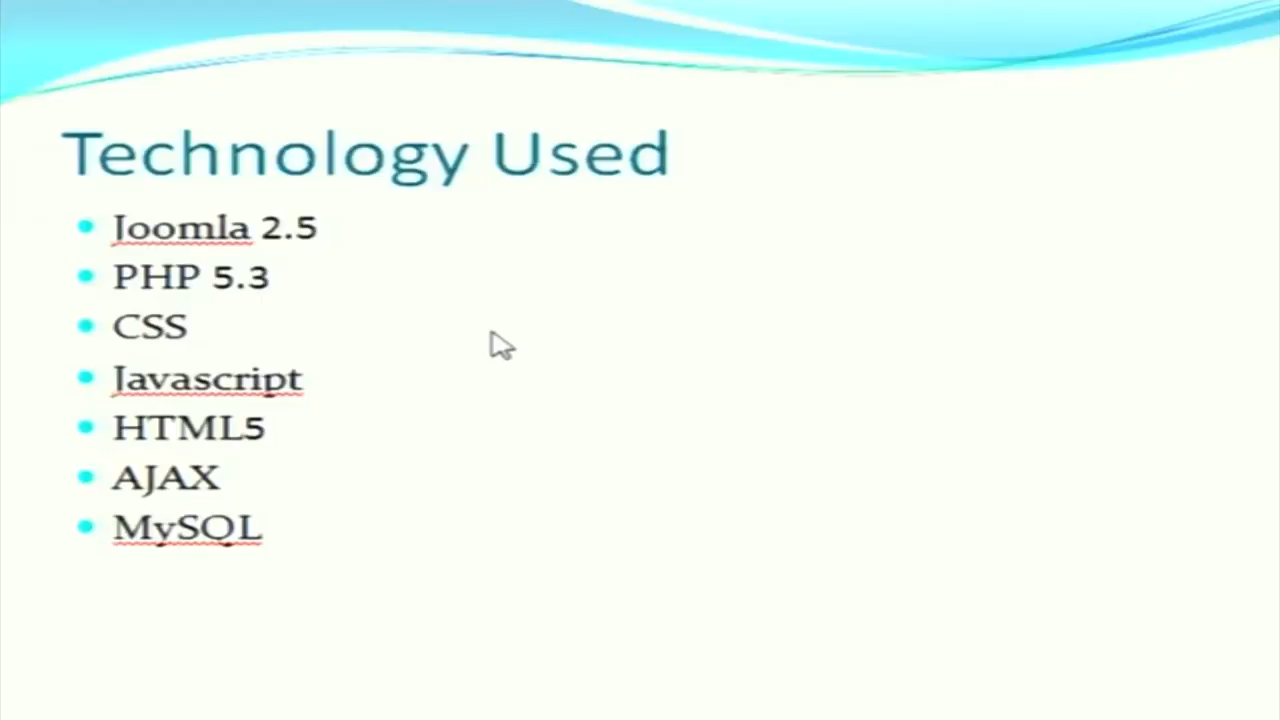 Technology Used
Joomla 2.5
PHP 5.3
CSS
Javascript
HTML5
AJAX
MySQL